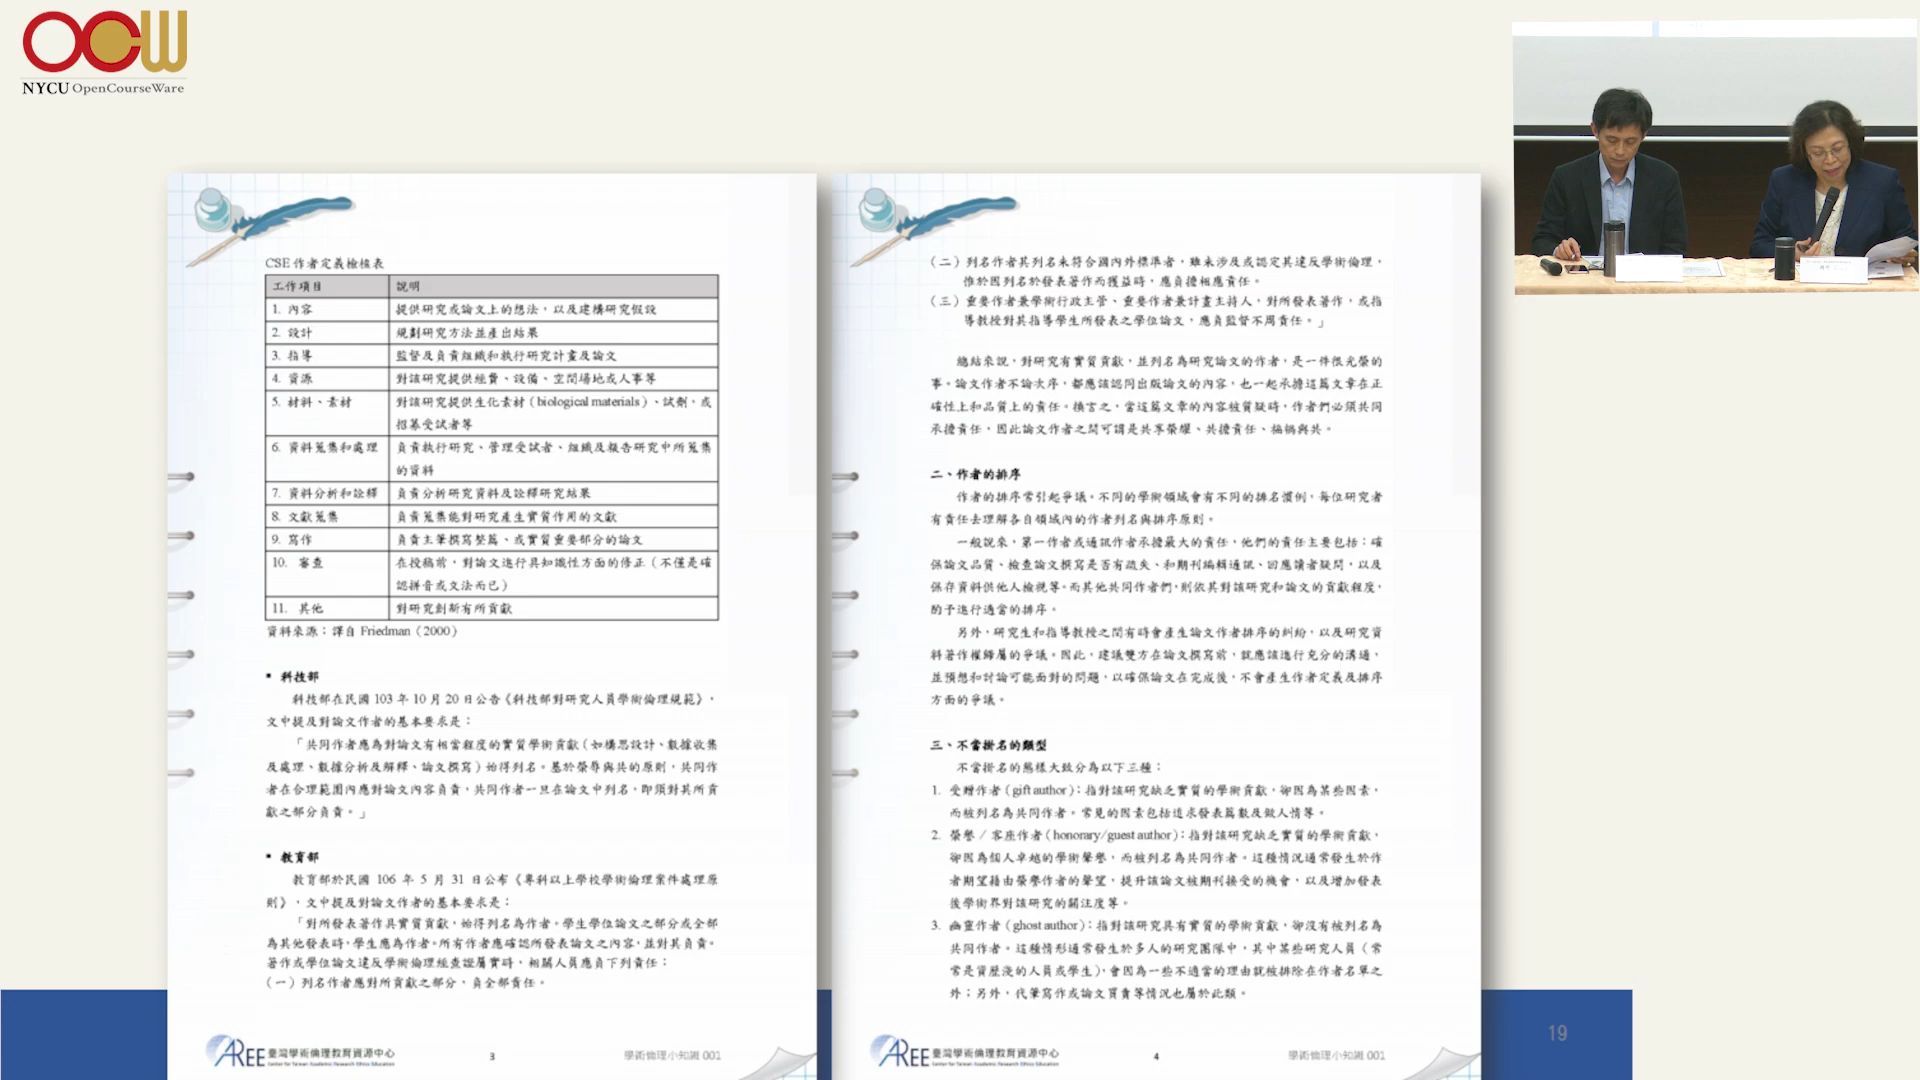 OCW
NYCU OpenCourseWare
CSE 作者定義檢核表
工作項目 說明
1. 內容 提供研究或論文上的想法，以及建構研究假設
2. 設計 規劃研究方法並產出結果
3. 指導 監督及負責組織和執行研究計畫及論文
4. 資源 對該研究提供經費、設備、空間場地或人事等
5. 材料、素材 對該研究提供生化素材（biological materials）、試劑，或
招募受試者等
6. 資料蒐集和處理 負責執行研究、管理受試者、組織及報告研究中所蒐集
的資料
7. 資料分析和詮釋 負責分析研究資料及詮釋研究結果
8. 文獻蒐集 負責蒐集能對研究產生實質作用的文獻
9. 寫作 負責主筆撰寫整篇、或實質重要部分的論文
10. 審查 在投稿前，對論文進行具知識性方面的修正（不僅是確
認拼音或文法而已）
11. 其他 對研究創新有所貢獻
資料來源：譯自 Friedman（2000）
▪ 科技部
科技部在民國 103 年 10 月 20 日公告《科技部對研究人員學術倫理規範》，
文中提及對論文作者的基本要求是：
「共同作者應為對論文有相當程度的實質學術貢獻（如構思設計、數據收集
及處理、數據分析及解釋、論文撰寫）始得列名。基於榮辱與共的原則，共同作
者在合理範圍內應對論文內容負責，共同作者一旦在論文中列名，即須對其所貢
獻之部分負責。」
▪ 教育部
教育部於民國 106 年 5 月 31 日公布《專科以上學校學術倫理案件處理原
則》，文中提及對論文作者的基本要求是：
「對所發表著作具實質貢獻，始得列名為作者。學生學位論文之部分或全部
為其他發表時，學生應為作者。所有作者應確認所發表論文之內容，並對其負責。
著作或學位論文違反學術倫理經查證屬實時，相關人員應負下列責任：
（一）列名作者應對所貢獻之部分，負全部責任。
AREE 臺灣學術倫理教育資源中心
Center for Taiwan Academic Research Ethics Education
3
學術倫理小知識 001
（二）列名作者其列名未符合國內外標準者，雖未涉及或認定其違反學術倫理，
惟於因列名於發表著作而獲益時，應負擔相應責任。
（三）重要作者兼學術行政主管、重要作者兼計畫主持人，對所發表著作，或指
導教授對其指導學生所發表之學位論文，應負監督不周責任。」
總結來說，對研究有實質貢獻，並列名為研究論文的作者，是一件很光榮的
事。論文作者不論次序，都應該認同出版論文的內容，也一起承擔這篇文章在正
確性上和品質上的責任。換言之，當這篇文章的內容被質疑時，作者們必須共同
承擔責任，因此論文作者之間可謂是共享榮耀、共擔責任、禍福與共。
二、作者的排序
作者的排序常引起爭議。不同的學術領域會有不同的排名慣例，每位研究者
有責任去理解各自領域內的作者列名與排序原則。
一般說來，第一作者或通訊作者承擔最大的責任，他們的責任主要包括：確
保論文品質、檢查論文撰寫是否有疏失、和期刊編輯通訊、回應讀者疑問，以及
保存資料供他人檢視等。而其他共同作者們，則依其對該研究和論文的貢獻程度，
酌予進行適當的排序。
另外，研究生和指導教授之間有時會產生論文作者排序的糾紛，以及研究資
料著作權歸屬的爭議。因此，建議雙方在論文撰寫前，就應該進行充分的溝通，
並預想和討論可能面對的問題，以確保論文在完成後，不會產生作者定義及排序
方面的爭議。
三、不當掛名的類型
不當掛名的態樣大致分為以下三種：
1. 受贈作者（gift author）：指對該研究缺乏實質的學術貢獻，卻因為某些因素，
而被列名為共同作者。常見的因素包括追求發表篇數及做人情等。
2. 榮譽／客座作者（honorary/guest author）：指對該研究缺乏實質的學術貢獻，
卻因為個人卓越的學術聲譽，而被列名為共同作者。這種情況通常發生於作
者期望藉由榮譽作者的聲望，提升該論文被期刊接受的機會，以及增加發表
後學術界對該研究的關注度等。
3. 幽靈作者（ghost author）：指對該研究具有實質的學術貢獻，卻沒有被列名為
共同作者。這種情形通常發生於多人的研究團隊中，其中某些研究人員（常
常是資歷淺的人員或學生），會因為一些不適當的理由就被排除在作者名單之
外；另外，代筆寫作或論文買賣等情況也屬於此類。
AREE 臺灣學術倫理教育資源中心
Center for Taiwan Academic Research Ethics Education
4
學術倫理小知識 001
19